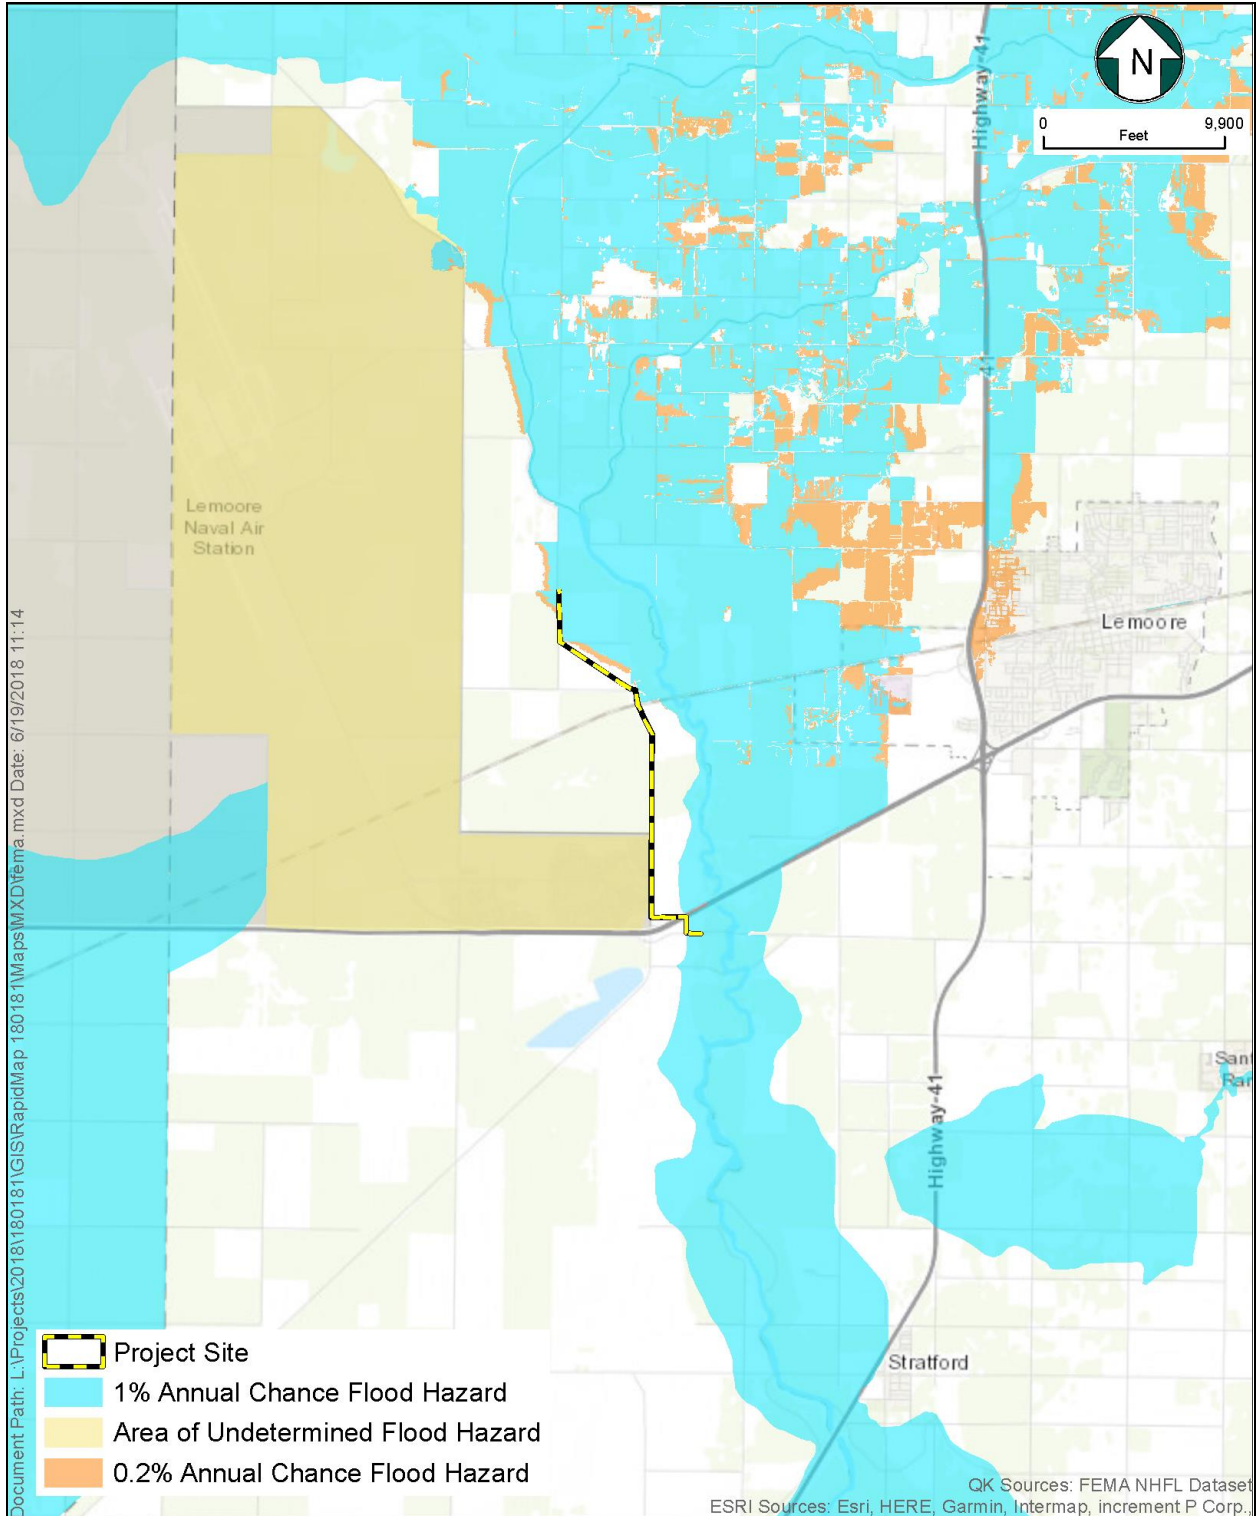 N
0 9,900
Feet
Highway-41
41
Lemoore
Naval Air
Station
Lemoore
Highway-41
Stratford
Document Path: L:\Projects\2018\180181\GIS\RapidMap 180181\Maps\MXD\fema.mxd Date: 6/19/2018 11:14
Project Site
1% Annual Chance Flood Hazard
Area of Undetermined Flood Hazard
0.2% Annual Chance Flood Hazard
QK Sources: FEMA NHFL Dataset
ESRI Sources: Esri, HERE, Garmin, Intermap, increment P Corp.,